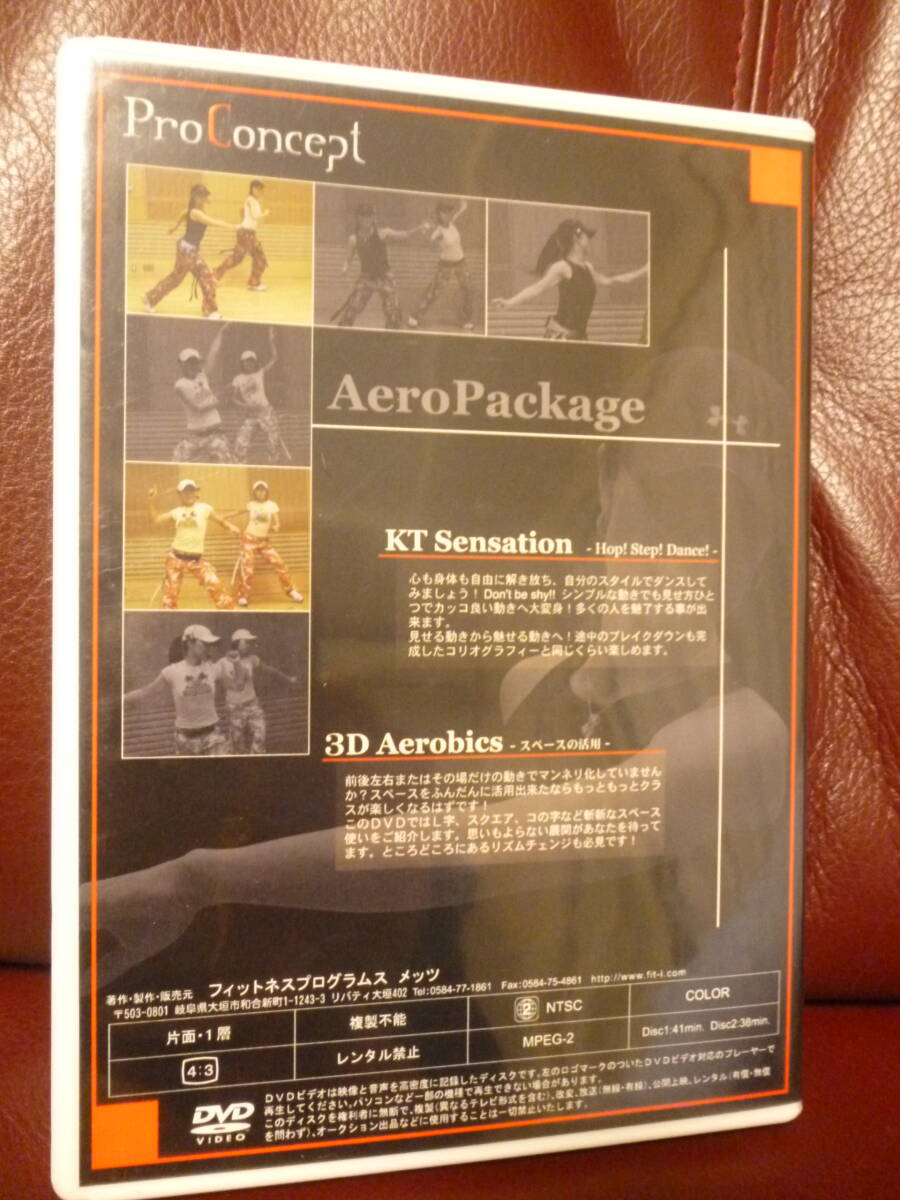 ProConcept
AeroPackage
KT Sensation - Hop! Step! Dance! -
心も身体も自由に解き放ち、自分のスタイルでダンスして
みましょう！Don't be shy!! シンプルな動きでも見せ方ひと
つでカッコ良い動きへ大変身！多くの人を魅了する事が出
来ます。
見せる動きから魅せる動きへ！途中のブレイクダウンも完
成したコリオグラフィーと同じくらい楽しめます。
3D Aerobics - スペースの活用 -
前後左右またはその場だけの動きでマンネリ化していません
か？スペースをふんだんに活用出来たならもっともっとクラ
スが楽しくなるはずです！
このDVDではL字、スクエア、コの字など斬新なスペース
使いをご紹介します。思いもよらない展開があなたを待って
ます。ところどころにあるリズムチェンジも必見です！
著作・製作・販売元 フィットネスプログラムス メッツ
〒503-0801 岐阜県大垣市和合新町1-1243-3 リバティ大垣402 Tel:0584-77-1861 Fax:0584-75-4861 http://www.fit-i.com
片面・1層 複製不能 2 NTSC COLOR
4:3 レンタル禁止 MPEG-2 Disc1:41min. Disc2:38min.
DVD VIDEO
DVDビデオは映像と音声を高密度に記録したディスクです。左のロゴマークのついたDVDビデオ対応のプレーヤーで
再生してください。パソコンなど一部の機種で再生できない場合があります。
このディスクを権利者に無断で、複製(異なるテレビ形式を含む)、改変、放送(無線・有線)、公開上映、レンタル(有償・無償
を問わず)、オークション出品などに使用することは一切禁止いたします。